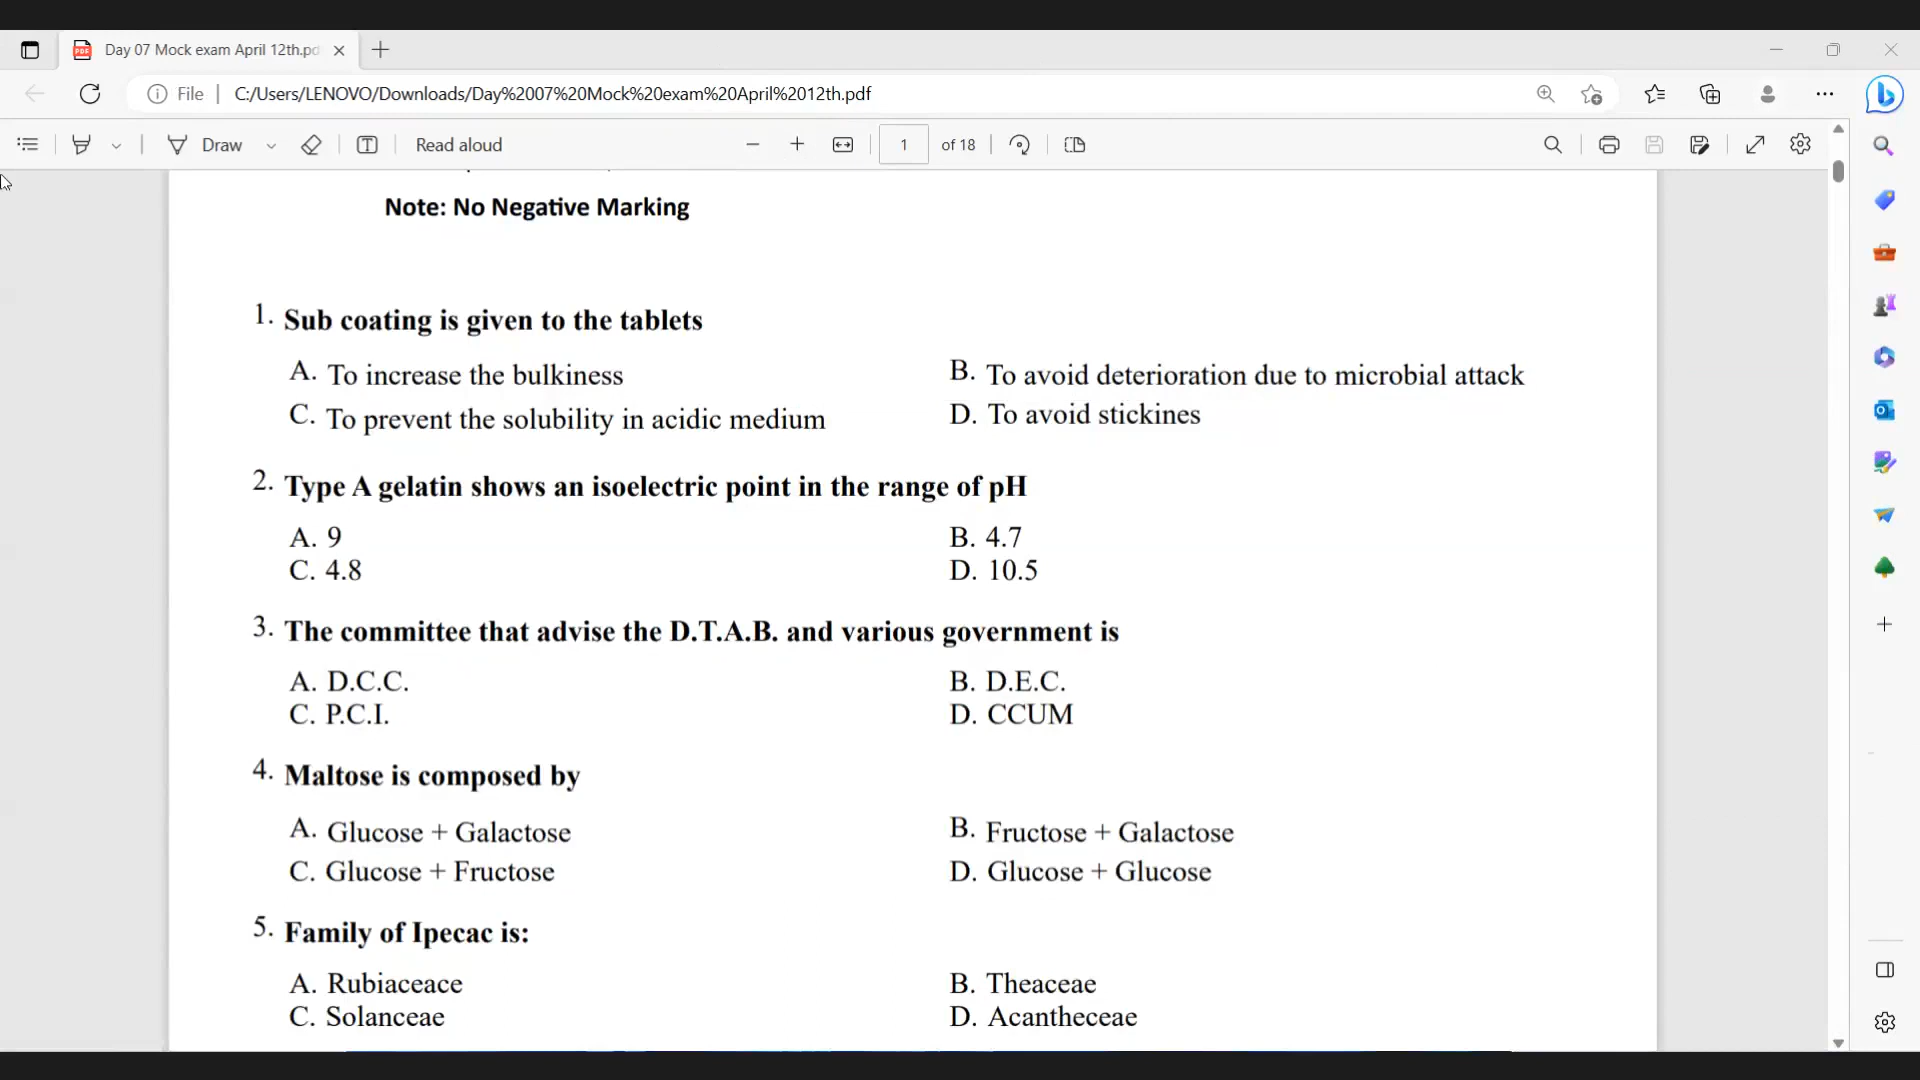 Day 07 Mock exam April 12th.pd
File
C:/Users/LENOVO/Downloads/Day%2007%20Mock%20exam%20April%2012th.pdf
Draw
Read aloud
1
of 18
Note: No Negative Marking
1. Sub coating is given to the tablets
A. To increase the bulkiness B. To avoid deterioration due to microbial attack
C. To prevent the solubility in acidic medium D. To avoid stickines
2. Type A gelatin shows an isoelectric point in the range of pH
A. 9 B. 4.7
C. 4.8 D. 10.5
3. The committee that advise the D.T.A.B. and various government is
A. D.C.C. B. D.E.C.
C. P.C.I. D. CCUM
4. Maltose is composed by
A. Glucose + Galactose B. Fructose + Galactose
C. Glucose + Fructose D. Glucose + Glucose
5. Family of Ipecac is:
A. Rubiaceace B. Theaceae
C. Solanceae D. Acantheceae